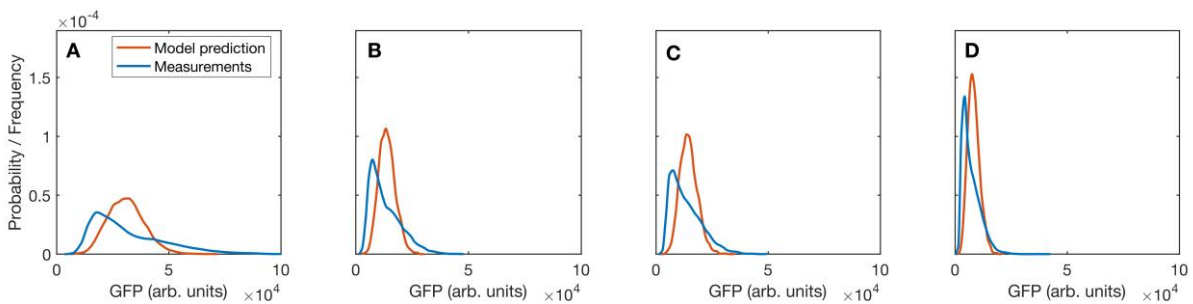 ×10⁻⁴
A
Model prediction
Measurements
B
C
D
Probability / Frequency
1.5
1
0.5
0
0 5 10
GFP (arb. units) ×10⁴
0 5 10
GFP (arb. units) ×10⁴
0 5 10
GFP (arb. units) ×10⁴
0 5 10
GFP (arb. units) ×10⁴